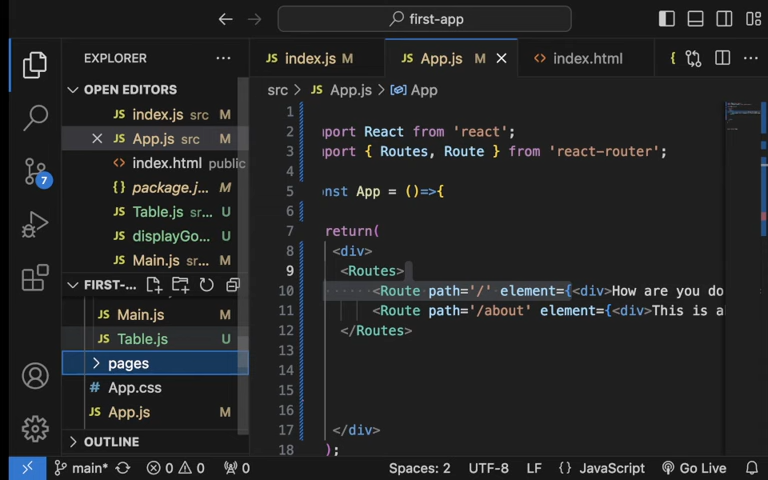 first-app
EXPLORER
OPEN EDITORS
JS index.js src M
JS App.js src M
<> index.html public
{} package.j... M
JS Table.js sr... U
JS displayGo... U
JS Main.js sr... M
FIRST-...
JS Main.js M
JS Table.js U
pages
# App.css
JS App.js M
OUTLINE
JS index.js M
JS App.js M
<> index.html
{
src > JS App.js > App
1
2 mport React from 'react';
3 mport { Routes, Route } from 'react-router';
4
5 nst App = ()=>{
6
7 return(
8 <div>
9 <Routes>
10 <Route path='/' element={<div>How are you do
11 <Route path='/about' element={<div>This is a
12 </Routes>
13
14
15
16
17 </div>
18 );
7
main* 0 0 0 Spaces: 2 UTF-8 LF {} JavaScript Go Live